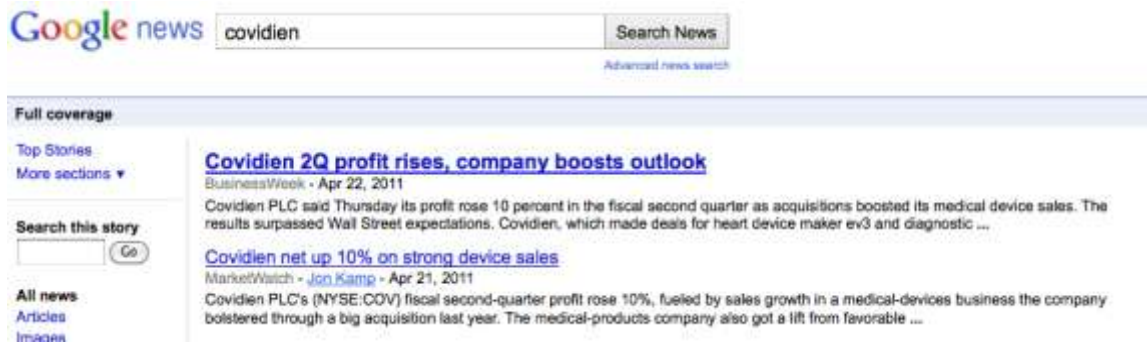 Google news covidien Search News
Advanced news search
Full coverage
Top Stories
More sections ▼
Search this story
Go
All news
Articles
Images
Covidien 2Q profit rises, company boosts outlook
BusinessWeek - Apr 22, 2011
Covidien PLC said Thursday its profit rose 10 percent in the fiscal second quarter as acquisitions boosted its medical device sales. The
results surpassed Wall Street expectations. Covidien, which made deals for heart device maker ev3 and diagnostic ...
Covidien net up 10% on strong device sales
MarketWatch - Jon Kamp - Apr 21, 2011
Covidien PLC's (NYSE:COV) fiscal second-quarter profit rose 10%, fueled by sales growth in a medical-devices business the company
bolstered through a big acquisition last year. The medical-products company also got a lift from favorable ...